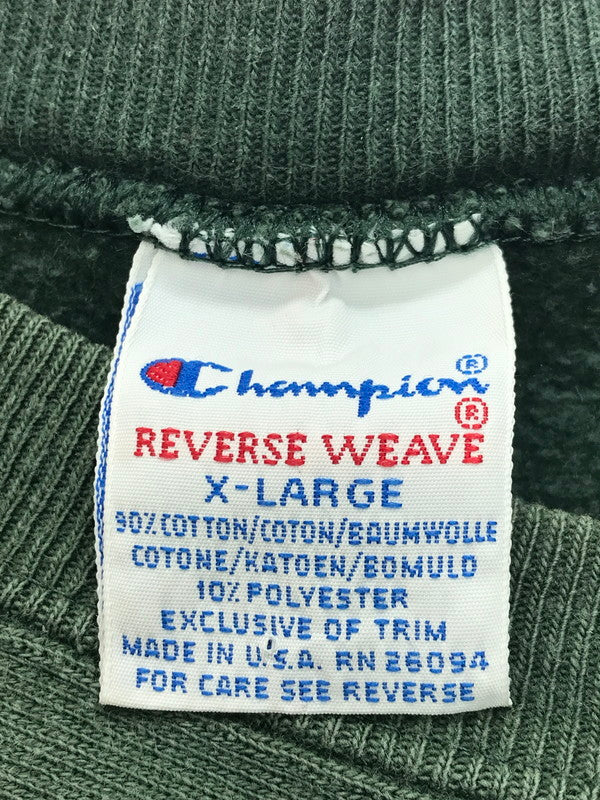 Champion®
REVERSE WEAVE®
X-LARGE
90% COTTON/COTON/BAUMWOLLE
COTONE/KATOEN/BOMULD
10% POLYESTER
EXCLUSIVE OF TRIM
MADE IN U.S.A. RN 26094
FOR CARE SEE REVERSE